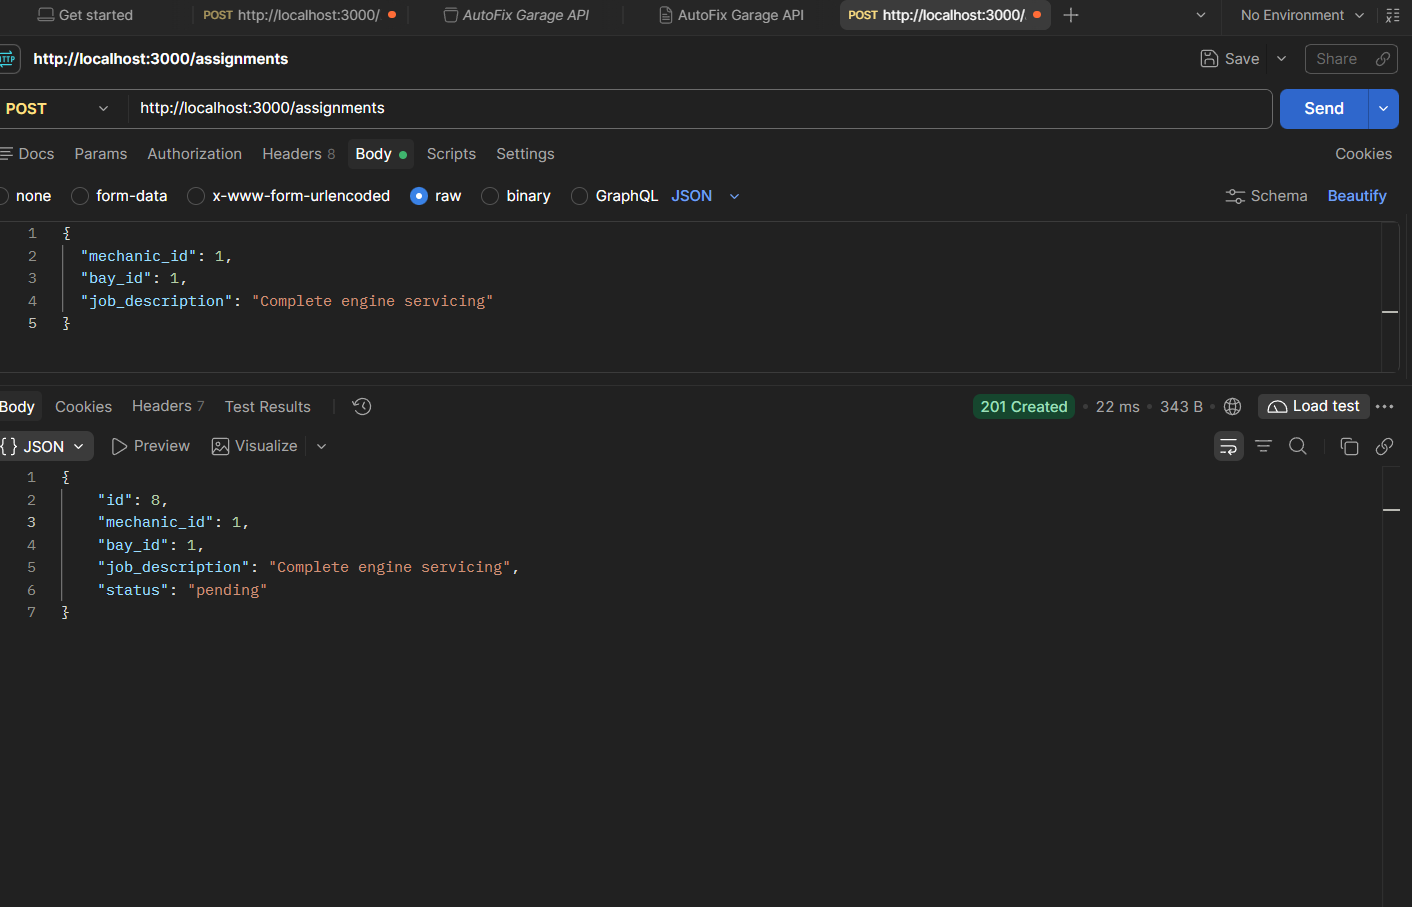 Get started POST http://localhost:3000/ AutoFix Garage API AutoFix Garage API POST http://localhost:3000/. No Environment
HTTP http://localhost:3000/assignments Save Share
POST http://localhost:3000/assignments Send
Docs Params Authorization Headers 8 Body Scripts Settings Cookies
none form-data x-www-form-urlencoded raw binary GraphQL JSON Schema Beautify
1 {
2 "mechanic_id": 1,
3 "bay_id": 1,
4 "job_description": "Complete engine servicing"
5 }
Body Cookies Headers 7 Test Results 201 Created 22 ms 343 B Load test
{} JSON Preview Visualize
1 {
2 "id": 8,
3 "mechanic_id": 1,
4 "bay_id": 1,
5 "job_description": "Complete engine servicing",
6 "status": "pending"
7 }